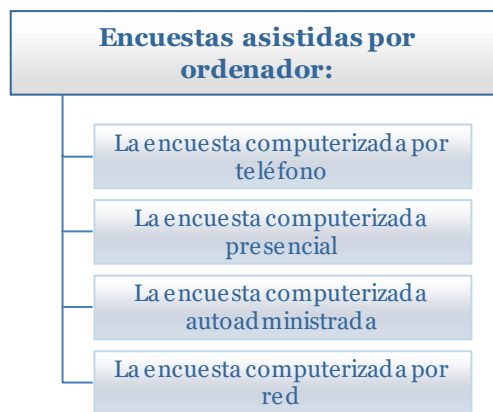 Encuestas asistidas por
ordenador:
La encuesta computerizada por
teléfono
La encuesta computerizada
presencial
La encuesta computerizada
autoadministrada
La encuesta computerizada por
red